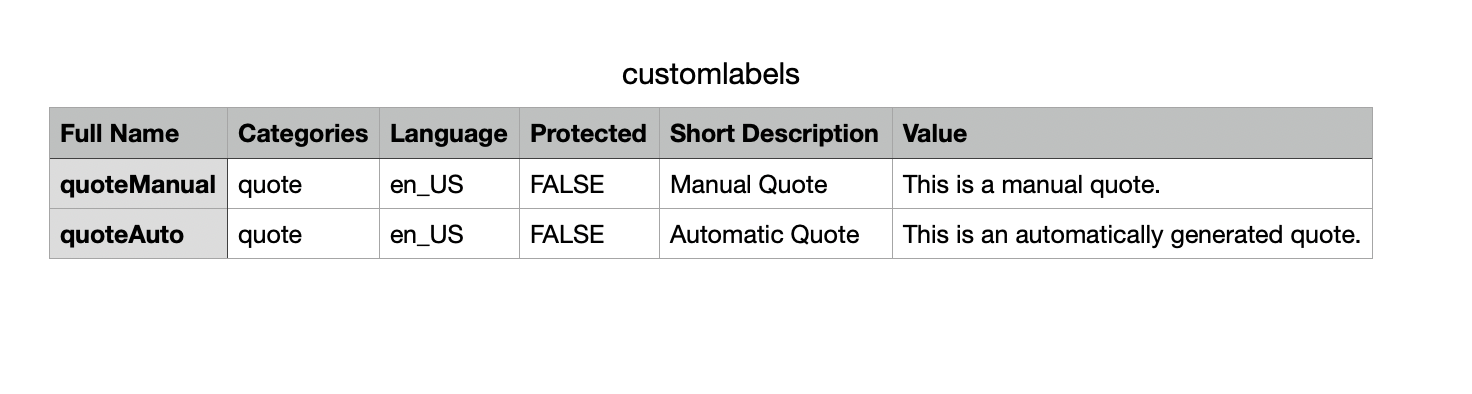 customlabels
Full Name Categories Language Protected Short Description Value
quoteManual quote en_US FALSE Manual Quote This is a manual quote.
quoteAuto quote en_US FALSE Automatic Quote This is an automatically generated quote.